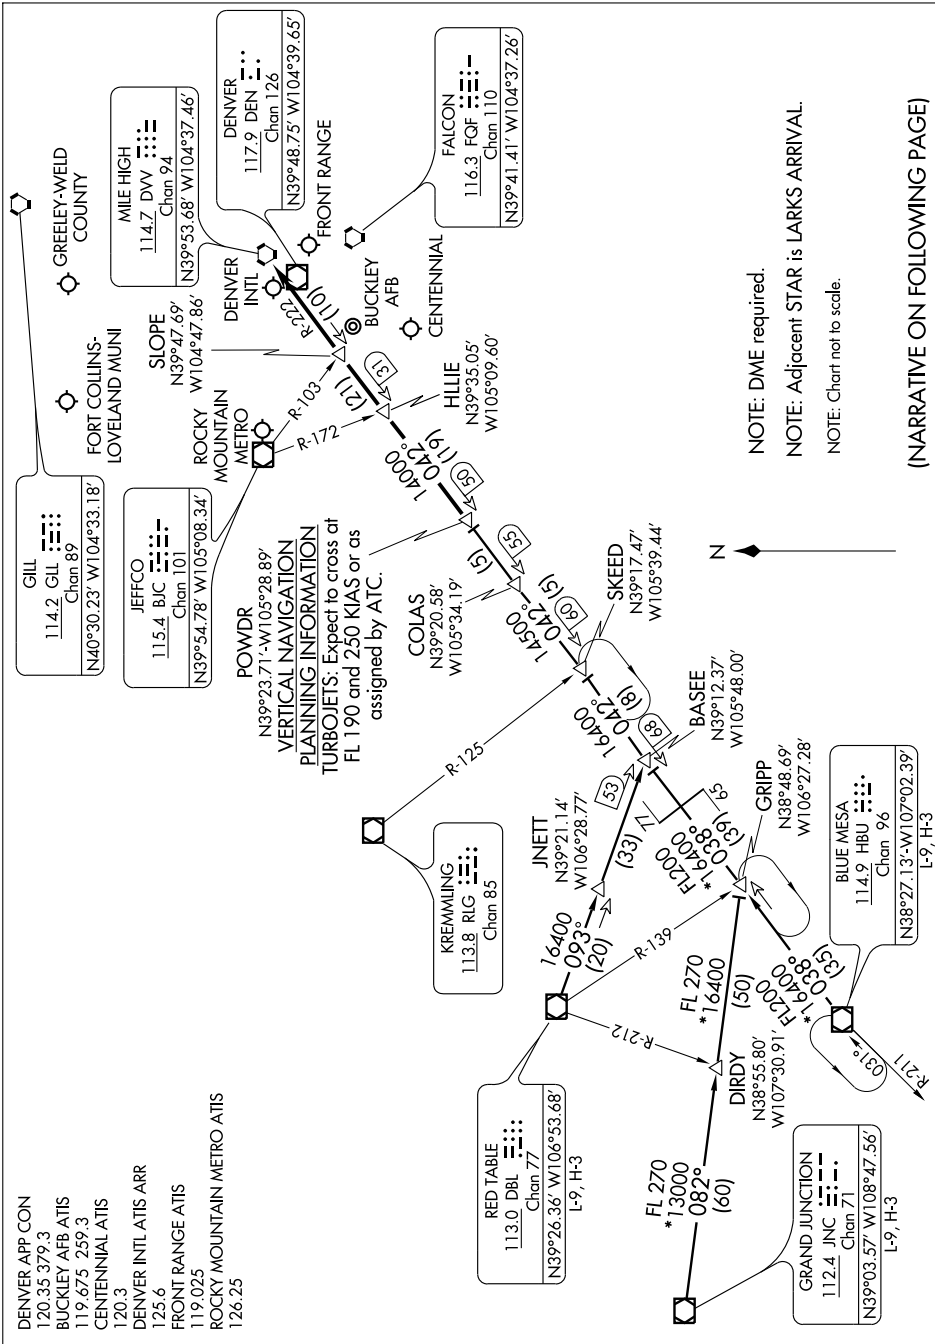 DENVER APP CON
120.35 379.3
BUCKLEY AFB ATIS
119.675 259.3
CENTENNIAL ATIS
120.3
DENVER INTL ATIS ARR
125.6
FRONT RANGE ATIS
119.025
ROCKY MOUNTAIN METRO ATIS
126.25
GILL
114.2 GLL
Chan 89
N40°30.23' W104°33.18'
JEFFCO
115.4 BJC
Chan 101
N39°54.78' W105°08.34'
FORT COLLINS-
LOVELAND MUNI
GREELEY-WELD
COUNTY
MILE HIGH
114.7 DVV
Chan 94
N39°53.68' W104°37.46'
DENVER
117.9 DEN
Chan 126
N39°48.75' W104°39.65'
FALCON
116.3 FQF
Chan 110
N39°41.41' W104°37.26'
ROCKY
MOUNTAIN
METRO
SLOPE
N39°47.69'
W104°47.86'
DENVER
INTL
FRONT RANGE
BUCKLEY
AFB
CENTENNIAL
R-222
(10)
R-103
R-172
(21)
31
HLLIE
N39°35.05'
W105°09.60'
14000
042°
(19)
50
POWDR
N39°23.71'-W105°28.89'
VERTICAL NAVIGATION
PLANNING INFORMATION
TURBOJETS: Expect to cross at
FL 190 and 250 KIAS or as
assigned by ATC.
(5)
55
COLAS
N39°20.58'
W105°34.19'
14500
042°
(5)
60
SKEED
N39°17.47'
W105°39.44'
KREMMLING
113.8 RLG
Chan 85
R-125
16400
042°
(8)
68
BASEE
N39°12.37'
W105°48.00'
53
JNETT
N39°21.14'
W106°28.77'
(33)
77
65
FL200
*16400
038°
(39)
GRIPP
N38°48.69'
W106°27.28'
16400
093°
(20)
RED TABLE
113.0 DBL
Chan 77
N39°26.36' W106°53.68'
L-9, H-3
R-139
R-212
FL 270
*16400
(50)
DIRDY
N38°55.80'
W107°30.91'
FL200
*16400
038°
(35)
BLUE MESA
114.9 HBU
Chan 96
N38°27.13'-W107°02.39'
L-9, H-3
031°
R-211
FL 270
*13000
082°
(60)
GRAND JUNCTION
112.4 JNC
Chan 71
N39°03.57' W108°47.56'
L-9, H-3
N
NOTE: DME required.
NOTE: Adjacent STAR is LARKS ARRIVAL.
NOTE: Chart not to scale.
(NARRATIVE ON FOLLOWING PAGE)